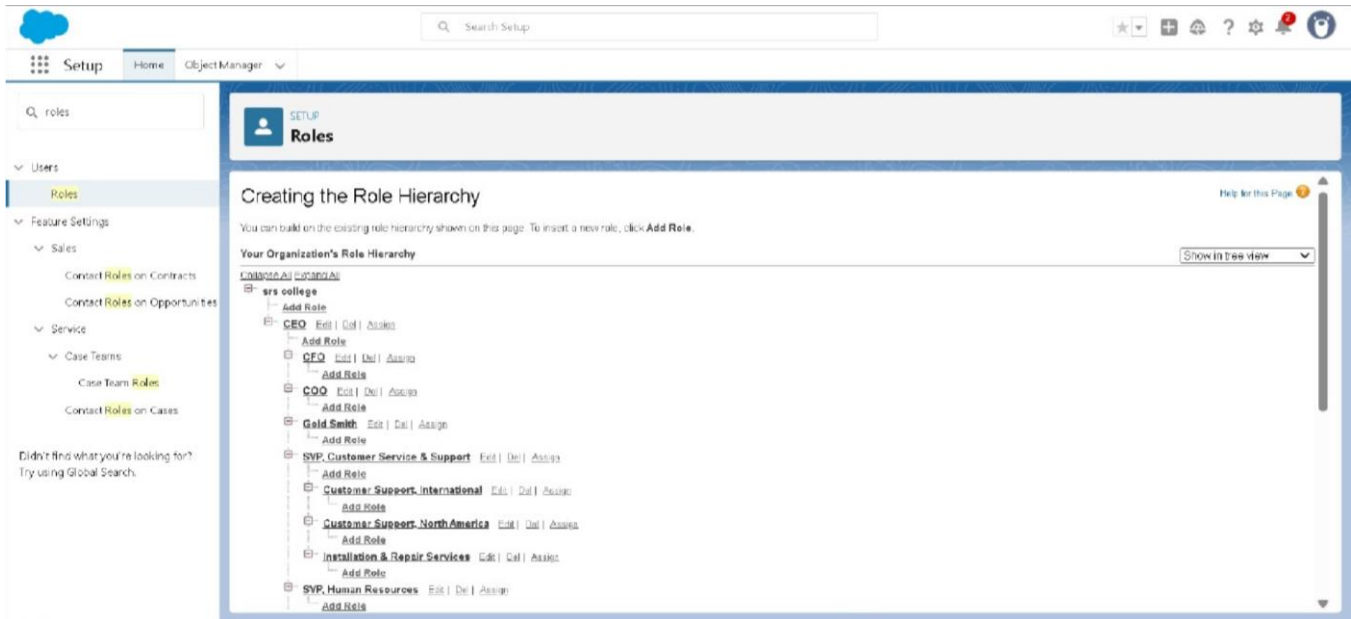 Search Setup
2
Setup
Home
Object Manager
roles
Users
Roles
Feature Settings
Sales
Contact Roles on Contracts
Contact Roles on Opportunities
Service
Case Teams
Case Team Roles
Contact Roles on Cases
Didn't find what you're looking for?
Try using Global Search.
SETUP
Roles
Creating the Role Hierarchy
Help for this Page ?
You can build on the existing role hierarchy shown on this page. To insert a new role, click Add Role.
Your Organization's Role Hierarchy
Show in tree view
Collapse All Expand All
srs college
Add Role
CEO Edit | Del | Assign
Add Role
CFO Edit | Del | Assign
Add Role
COO Edit | Del | Assign
Add Role
Gold Smith Edit | Del | Assign
Add Role
SVP, Customer Service & Support Edit | Del | Assign
Add Role
Customer Support, International Edit | Del | Assign
Add Role
Customer Support, North America Edit | Del | Assign
Add Role
Installation & Repair Services Edit | Del | Assign
Add Role
SVP, Human Resources Edit | Del | Assign
Add Role